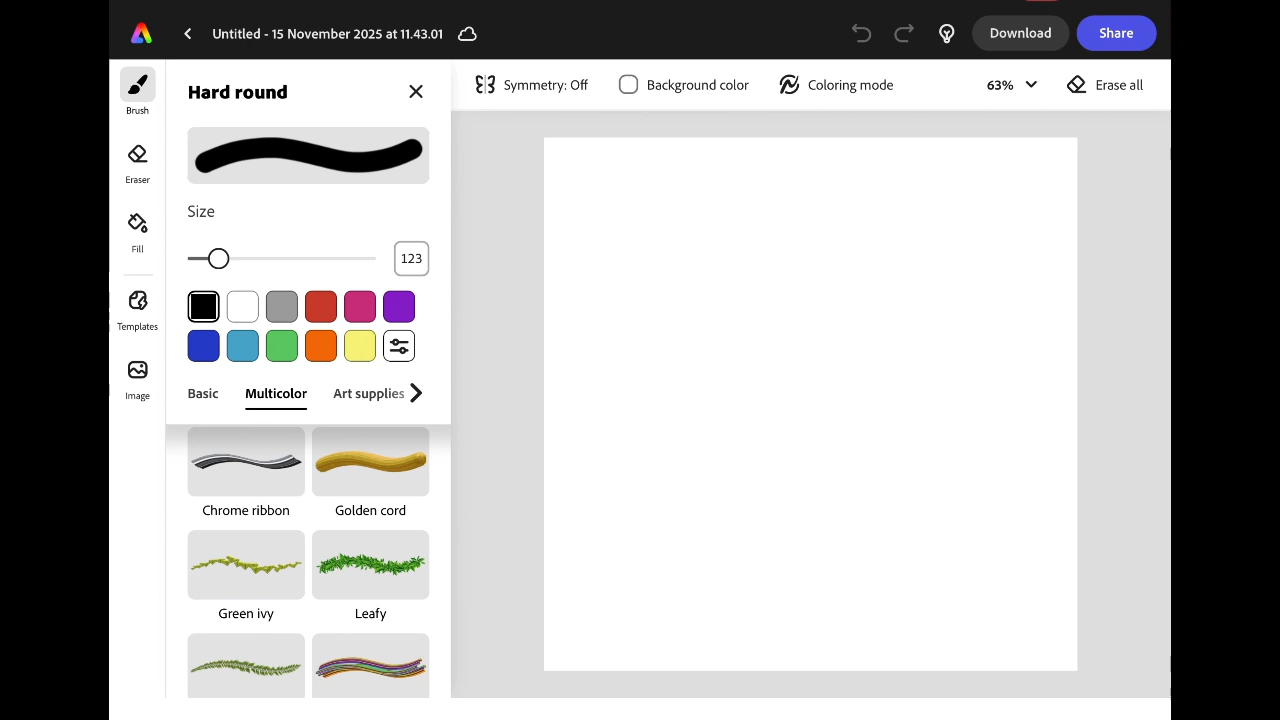 Untitled - 15 November 2025 at 11.43.01
Download
Share
Brush
Eraser
Fill
Templates
Image
Hard round
Size
123
Basic
Multicolor
Art supplies
Chrome ribbon
Golden cord
Green ivy
Leafy
Symmetry: Off
Background color
Coloring mode
63%
Erase all